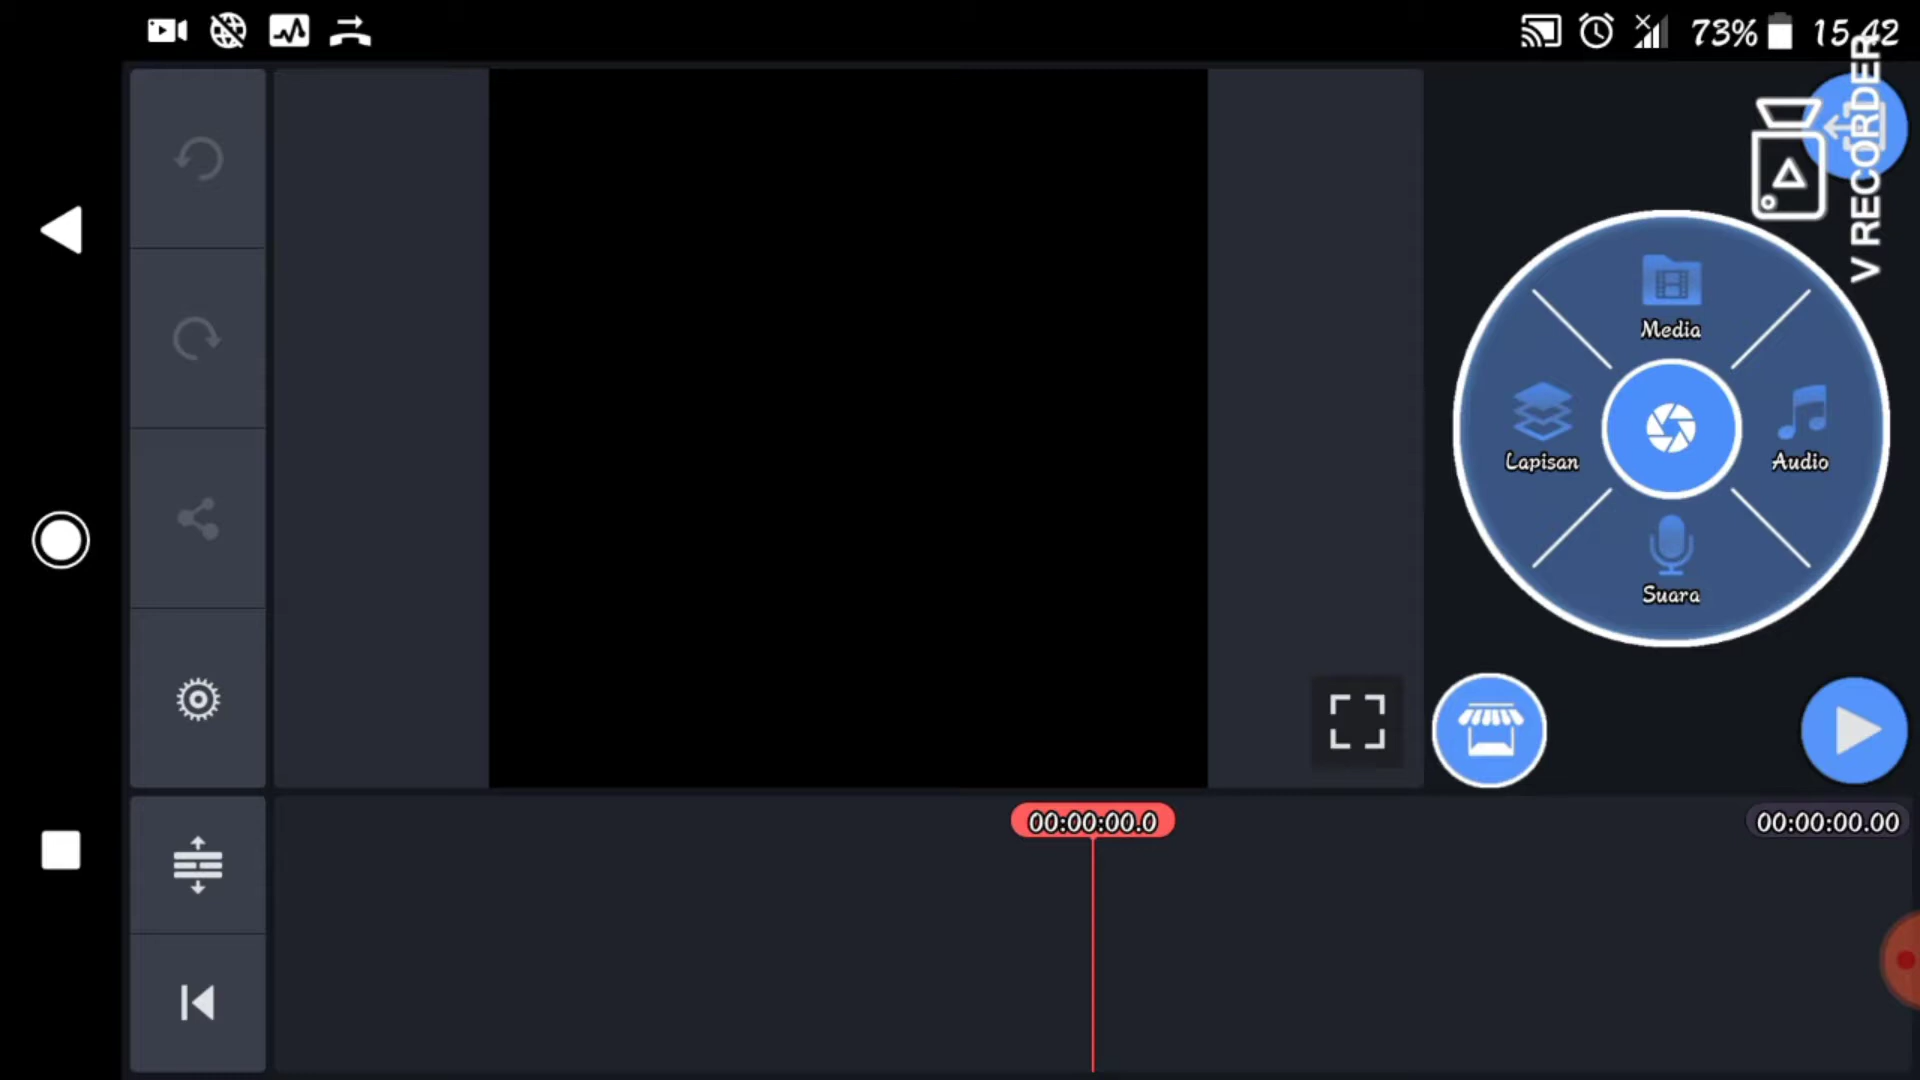 73% 15.42
V RECORDER
Media
Lapisan
Audio
Suara
00:00:00.0
00:00:00.00